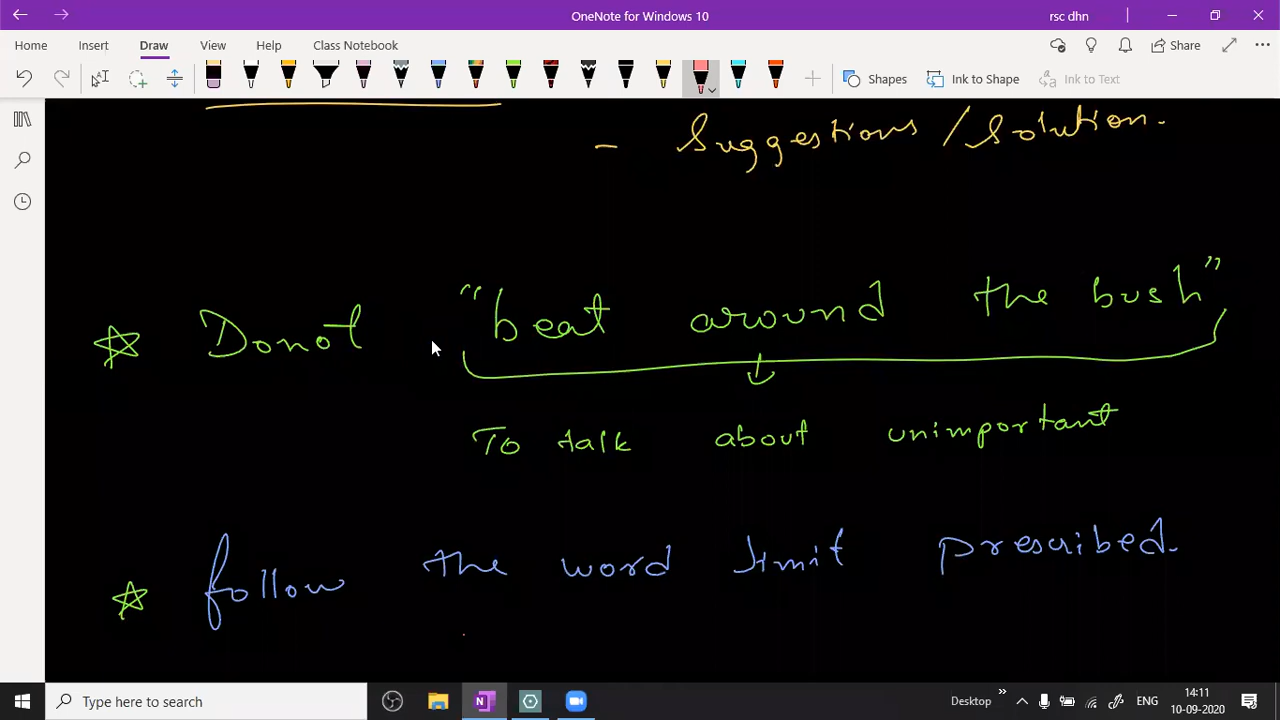 OneNote for Windows 10
rsc dhn
Home Insert Draw View Help Class Notebook
Share
Shapes
Ink to Shape
Ink to Text
- Suggestions / Solution.
Donot "beat around the bush"
To talk about unimportant
follow the word limit prescribed.
Type here to search
Desktop
ENG
14:11
10-09-2020